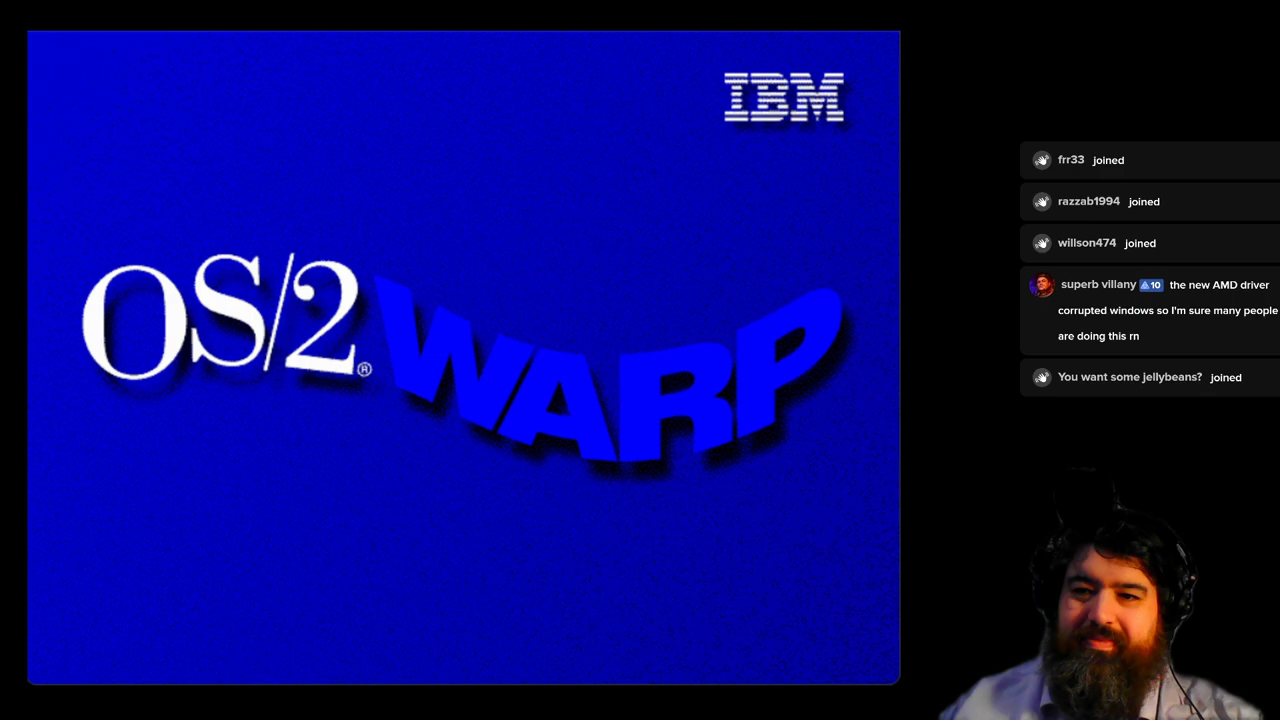 IBM
OS/2® WARP
frr33 joined
razzab1994 joined
willson474 joined
superb villany 10 the new AMD driver
corrupted windows so I'm sure many people
are doing this rn
You want some jellybeans? joined